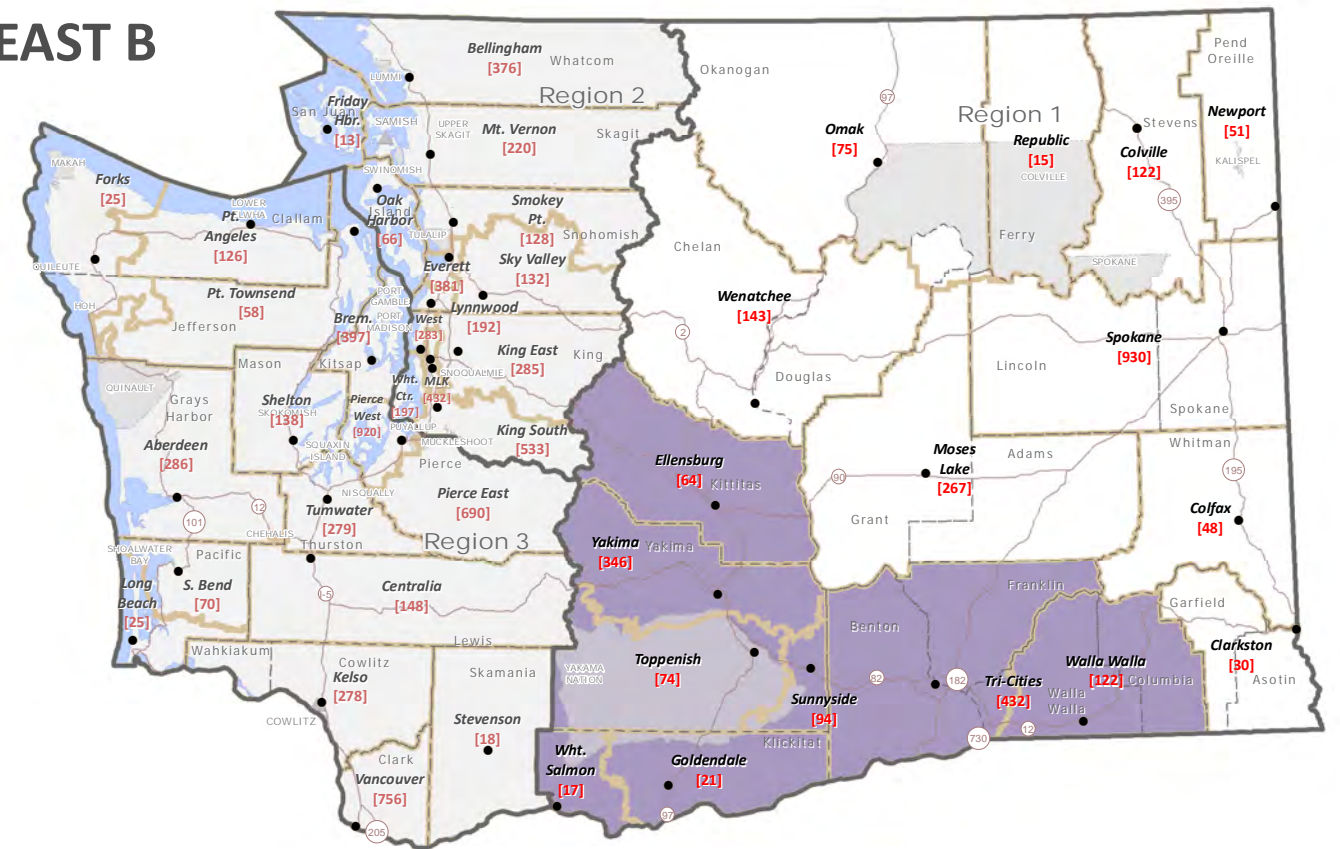 EAST B
Bellingham
[376]
Whatcom
LUMMI
Region 2
Friday
San Juan
Hbr.
[13]
SAMISH
UPPER
SKAGIT
Mt. Vernon
[220]
Skagit
SWINOMISH
Oak
Island
Harbor
[66]
TULALIP
Smokey
Pt.
[128]
Snohomish
Sky Valley
[132]
Everett
[381]
Lynnwood
[192]
West
[283]
King East
[285]
King
SNOQUALMIE
MLK
[432]
Wht.
Ctr.
[197]
King South
[533]
MUCKLESHOOT
PUYALLUP
MAKAH
Forks
[25]
LOWER
Pt.
Angeles
[126]
Clallam
QUILEUTE
HOH
Pt. Townsend
[58]
Jefferson
PORT
GAMBLE
PORT
MADISON
Brem.
[397]
Kitsap
Mason
QUINAULT
Grays
Harbor
Shelton
SKOKOMISH
[138]
SQUAXIN
ISLAND
Pierce
West
[920]
Aberdeen
[286]
Pierce
Pierce East
[690]
NISQUALLY
Tumwater
[279]
Thurston
Region 3
12
101
CHEHALIS
SHOALWATER
BAY
Pacific
Long
Beach
[25]
S. Bend
[70]
I-5
Centralia
[148]
Lewis
Wahkiakum
Cowlitz
Kelso
[278]
COWLITZ
Skamania
Stevenson
[18]
Clark
Vancouver
[756]
205
Okanogan
97
Region 1
Omak
[75]
Republic
[15]
COLVILLE
Ferry
Stevens
Colville
[122]
395
Pend
Oreille
Newport
[51]
KALISPEL
SPOKANE
Chelan
Wenatchee
[143]
2
Douglas
Spokane
[930]
Lincoln
Spokane
Whitman
195
Colfax
[48]
Moses
Lake
[267]
Adams
90
Grant
Ellensburg
[64]
Kittitas
Yakima
[346]
Yakima
YAKAMA
NATION
Toppenish
[74]
Sunnyside
[94]
Klickitat
Wht.
Salmon
[17]
Goldendale
[21]
97
Franklin
Benton
82
182
Tri-Cities
[432]
730
12
Walla Walla
[122]
Columbia
Walla
Walla
Garfield
Clarkston
[30]
Asotin